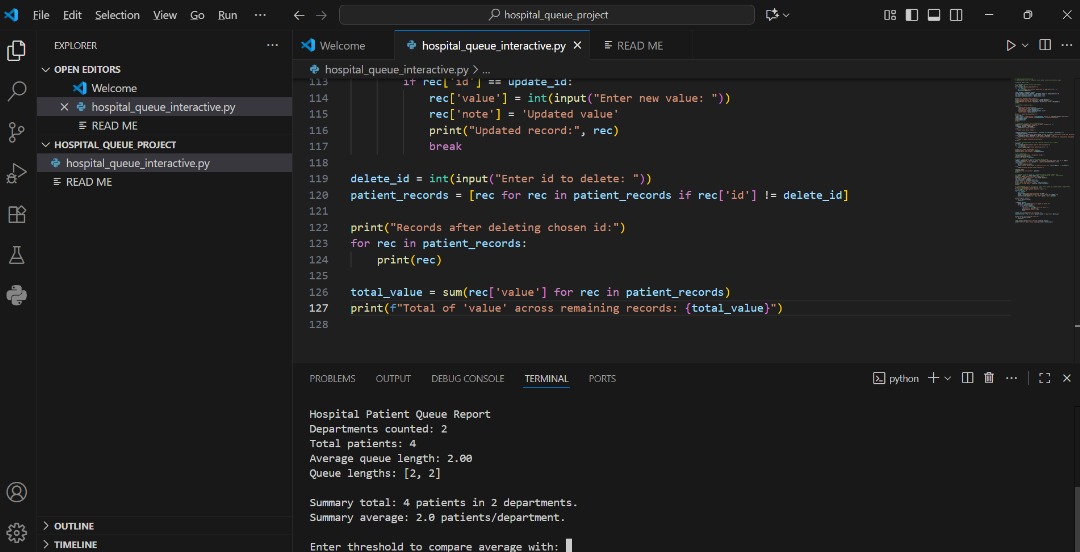 File Edit Selection View Go Run ··· hospital_queue_project
EXPLORER ···
OPEN EDITORS
Welcome
hospital_queue_interactive.py
READ ME
HOSPITAL_QUEUE_PROJECT
hospital_queue_interactive.py
READ ME
OUTLINE
TIMELINE
Welcome hospital_queue_interactive.py READ ME
hospital_queue_interactive.py > ...
113 if rec['id'] == update_id:
114 rec['value'] = int(input("Enter new value: "))
115 rec['note'] = 'Updated value'
116 print("Updated record:", rec)
117 break
118
119 delete_id = int(input("Enter id to delete: "))
120 patient_records = [rec for rec in patient_records if rec['id'] != delete_id]
121
122 print("Records after deleting chosen id:")
123 for rec in patient_records:
124 print(rec)
125
126 total_value = sum(rec['value'] for rec in patient_records)
127 print(f"Total of 'value' across remaining records: {total_value}")
128
PROBLEMS OUTPUT DEBUG CONSOLE TERMINAL PORTS python
Hospital Patient Queue Report
Departments counted: 2
Total patients: 4
Average queue length: 2.00
Queue lengths: [2, 2]
Summary total: 4 patients in 2 departments.
Summary average: 2.0 patients/department.
Enter threshold to compare average with: